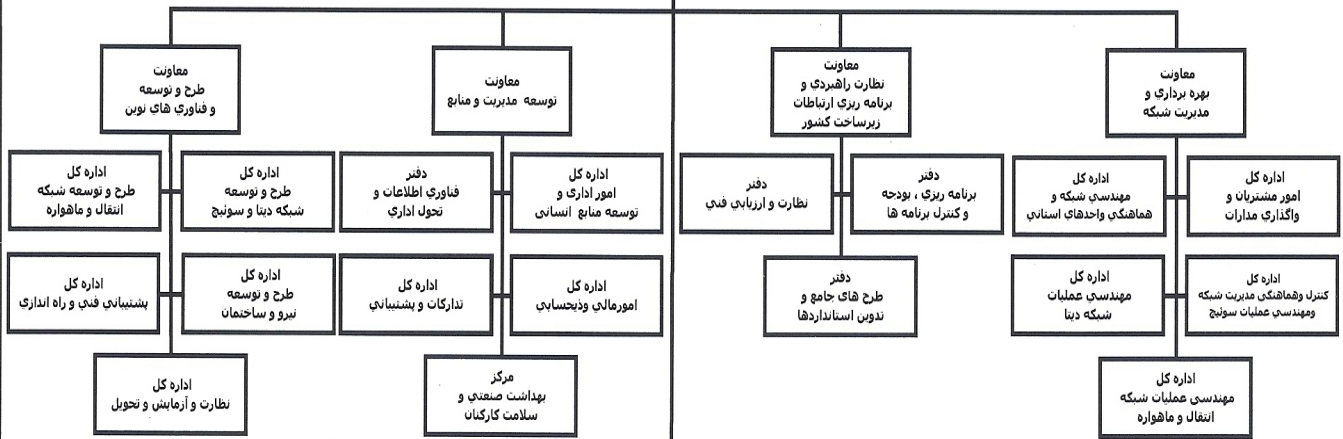 معاونت
بهره برداري و
مديريت شبكه
معاونت
نظارت راهبردي و
برنامه ريزي ارتباطات
زيرساخت كشور
معاونت
توسعه مديريت و منابع
معاونت
طرح و توسعه
و فناوري هاي نوين
اداره كل
امور مشتريان و
واگذاري مدارات
اداره كل
مهندسي شبكه و
هماهنگي واحدهاي استاني
دفتر
برنامه ريزي ، بودجه
و كنترل برنامه ها
دفتر
نظارت و ارزيابي فني
اداره كل
امور اداري و
توسعه منابع انساني
دفتر
فناوري اطلاعات و
تحول اداري
اداره كل
طرح و توسعه
شبكه ديتا و سوئيچ
اداره كل
طرح و توسعه شبكه
انتقال و ماهواره
اداره كل
كنترل وهماهنگي مديريت شبكه
ومهندسي عمليات سوئيچ
اداره كل
مهندسي عمليات
شبكه ديتا
دفتر
طرح هاي جامع و
تدوين استانداردها
اداره كل
امورمالي وذيحسابي
اداره كل
تداركات و پشتيباني
اداره كل
طرح و توسعه
نيرو و ساختمان
اداره كل
پشتيباني فني و راه اندازي
اداره كل
مهندسي عمليات شبكه
انتقال و ماهواره
مركز
بهداشت صنعتي و
سلامت كاركنان
اداره كل
نظارت و آزمايش و تحويل